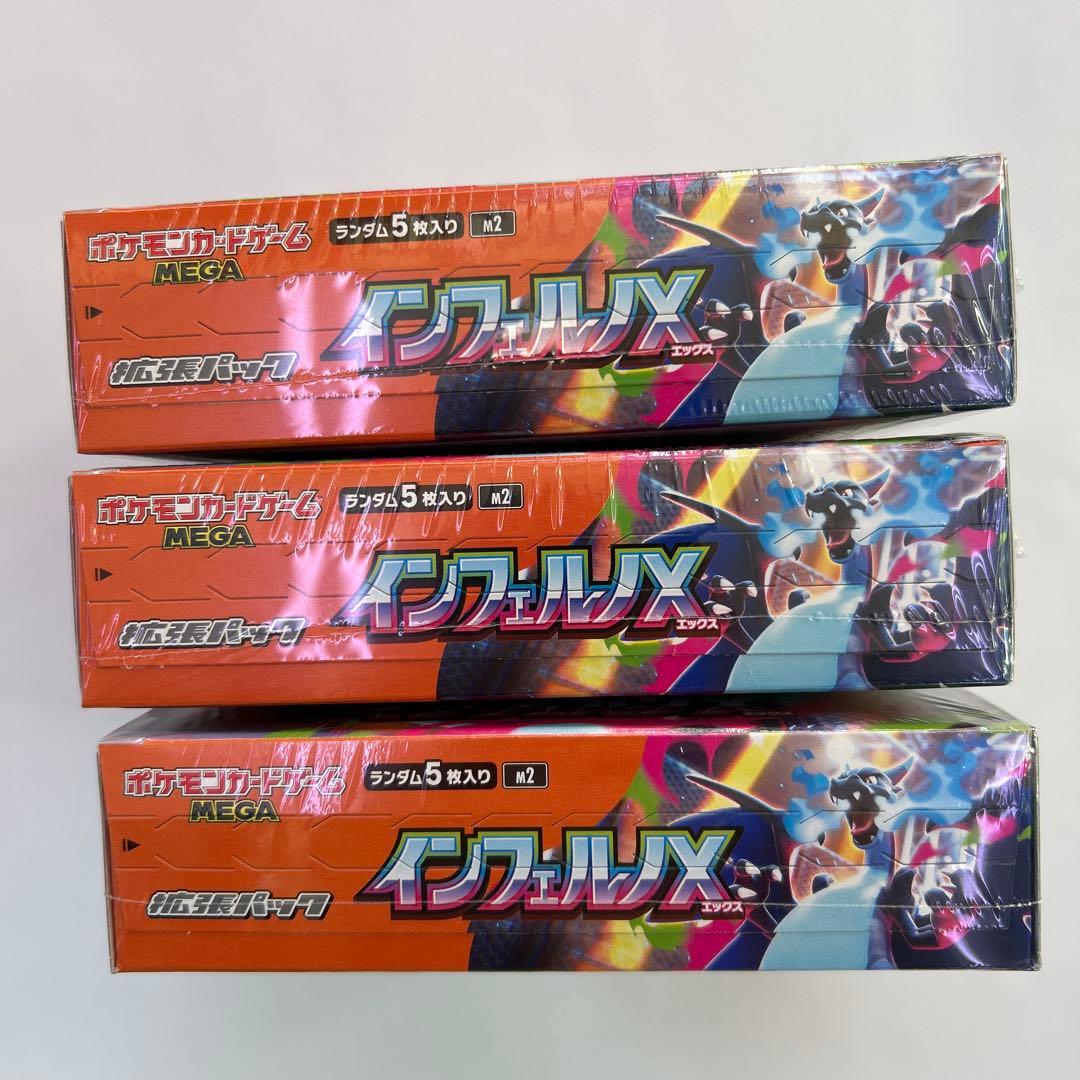 ポケモンカードゲーム
MEGA
ランダム5枚入り M2
インフェルノX
エックス
拡張パック
ポケモンカードゲーム
MEGA
ランダム5枚入り M2
インフェルノX
エックス
拡張パック
ポケモンカードゲーム
MEGA
ランダム5枚入り M2
インフェルノX
エックス
拡張パック